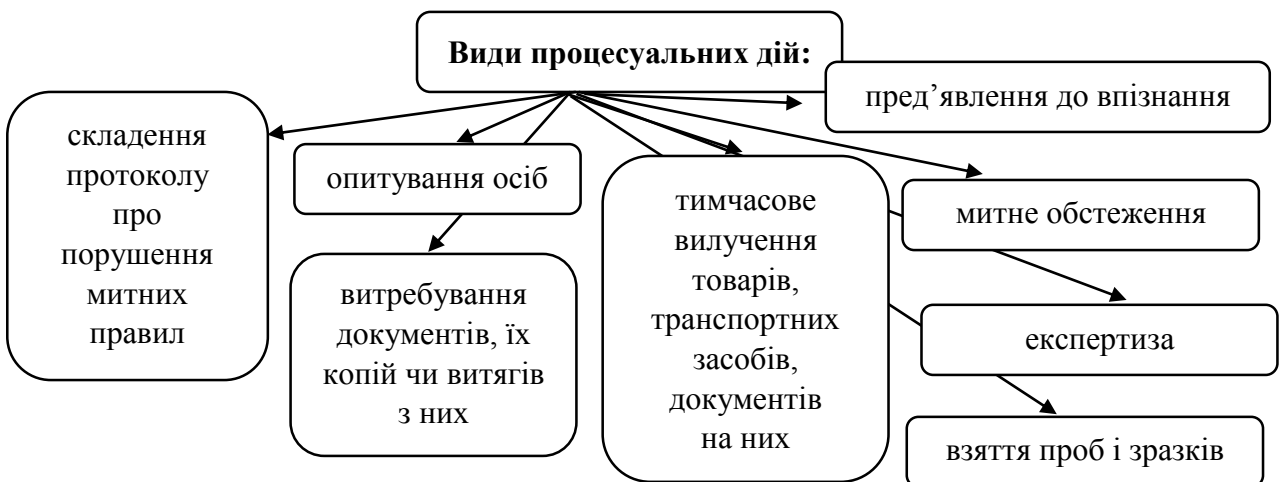 Види процесуальних дій:
пред’явлення до впізнання
складення
протоколу
про
порушення
митних
правил
опитування осіб
витребування
документів, їх
копій чи витягів
з них
тимчасове
вилучення
товарів,
транспортних
засобів,
документів
на них
митне обстеження
експертиза
взяття проб і зразків